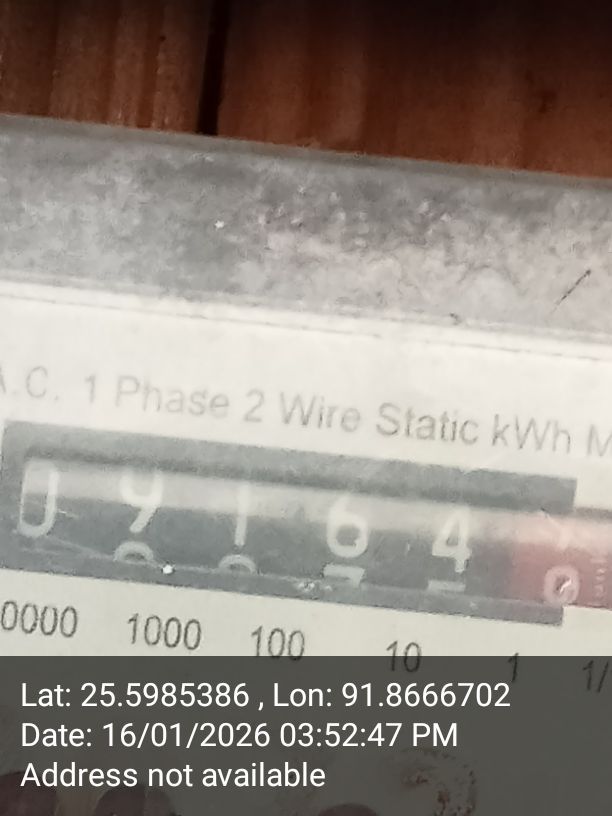 A.C. 1 Phase 2 Wire Static kWh M
0 9 1 6 4
0000 1000 100 10 1 1/
Lat: 25.5985386 , Lon: 91.8666702
Date: 16/01/2026 03:52:47 PM
Address not available